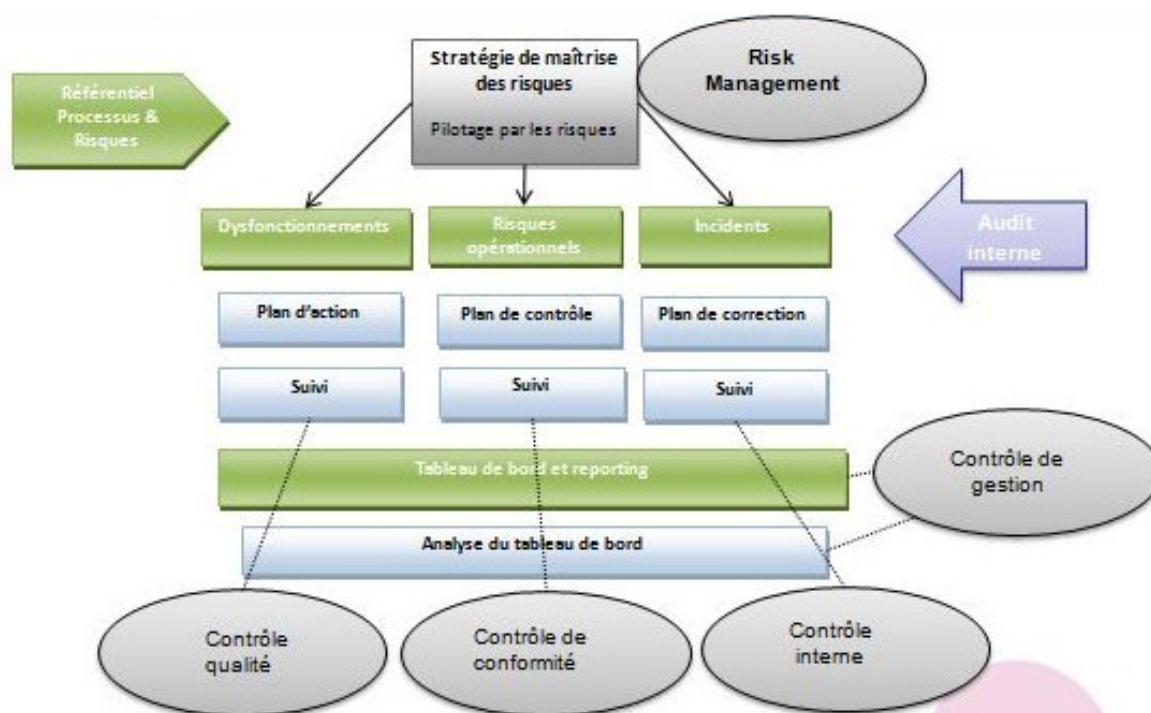 Stratégie de maîtrise
des risques
Pilotage par les risques
Risk
Management
Référentiel
Processus &
Risques
Dysfonctionnements
Risques
opérationnels
Incidents
Audit
interne
Plan d'action
Plan de contrôle
Plan de correction
Suivi
Suivi
Suivi
Tableau de bord et reporting
Contrôle de
gestion
Analyse du tableau de bord
Contrôle
qualité
Contrôle de
conformité
Contrôle
interne